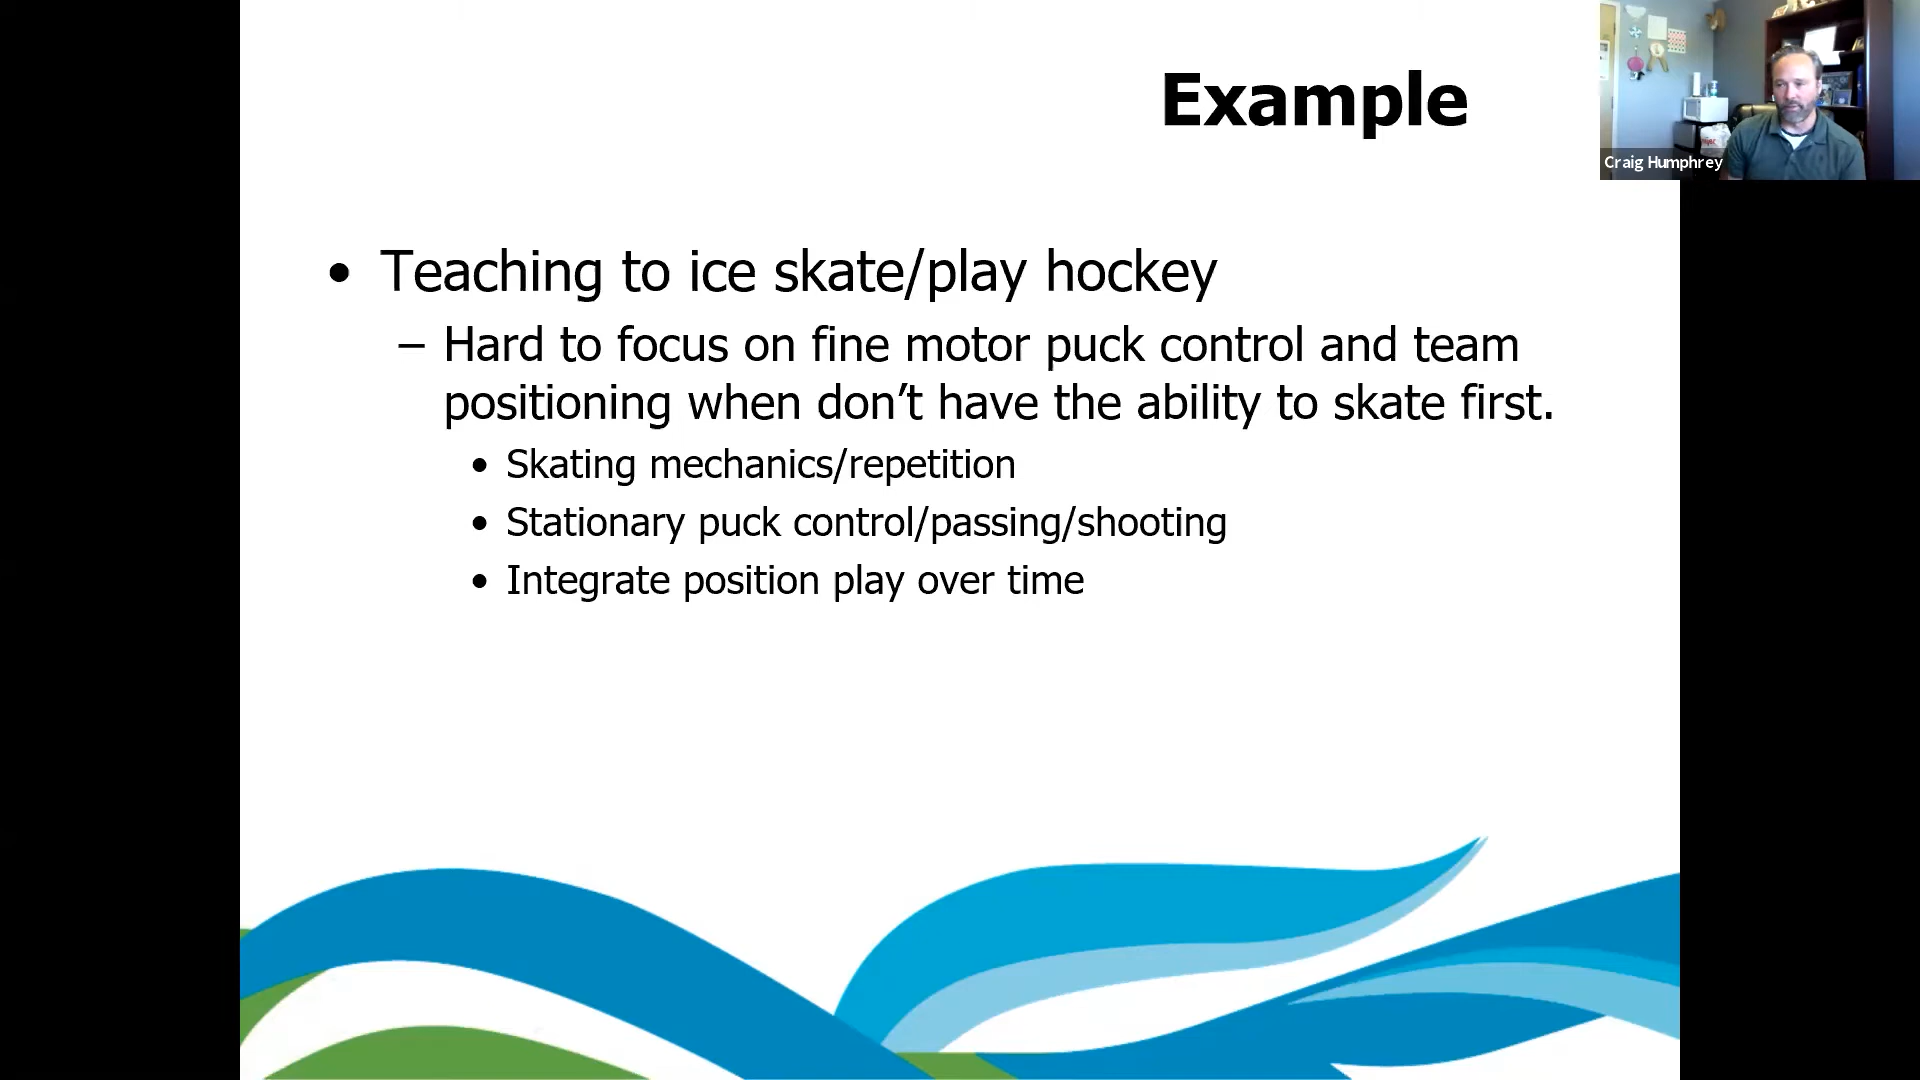 Example
Craig Humphrey
• Teaching to ice skate/play hockey
– Hard to focus on fine motor puck control and team
positioning when don’t have the ability to skate first.
• Skating mechanics/repetition
• Stationary puck control/passing/shooting
• Integrate position play over time